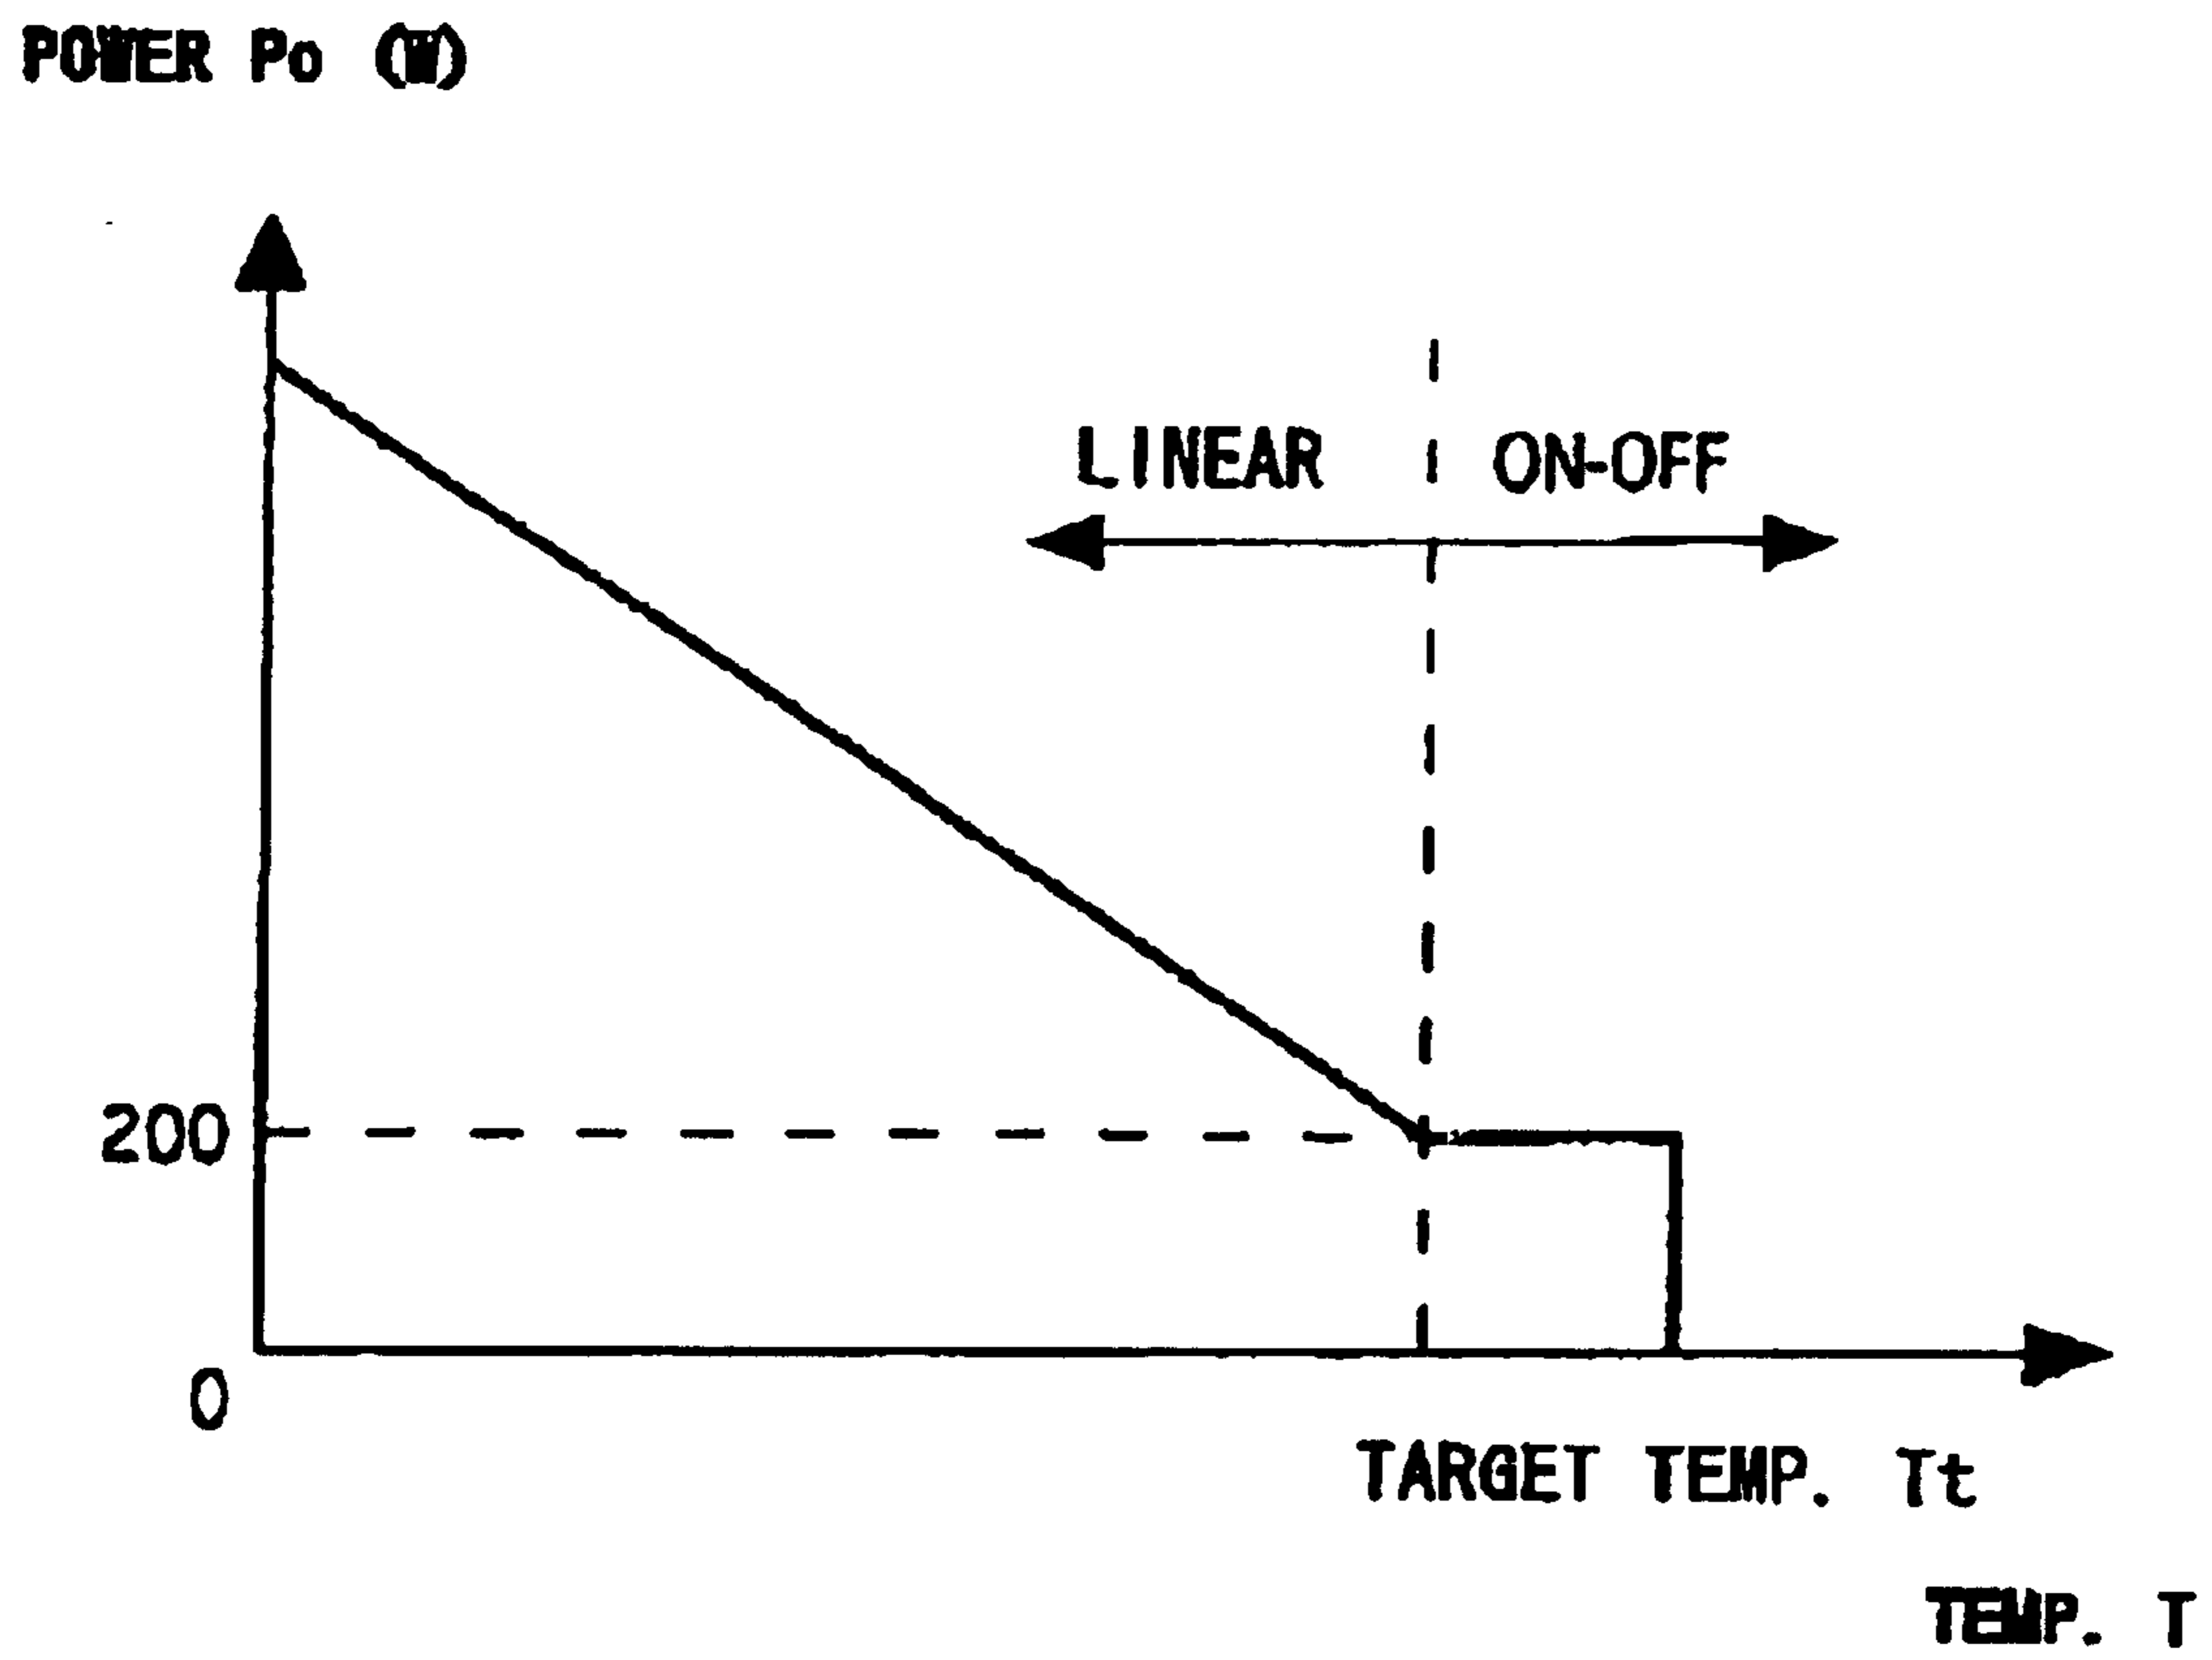 POWER Po (W)
LINEAR ON-OFF
200
0
TARGET TEMP. Tt
TEMP. T